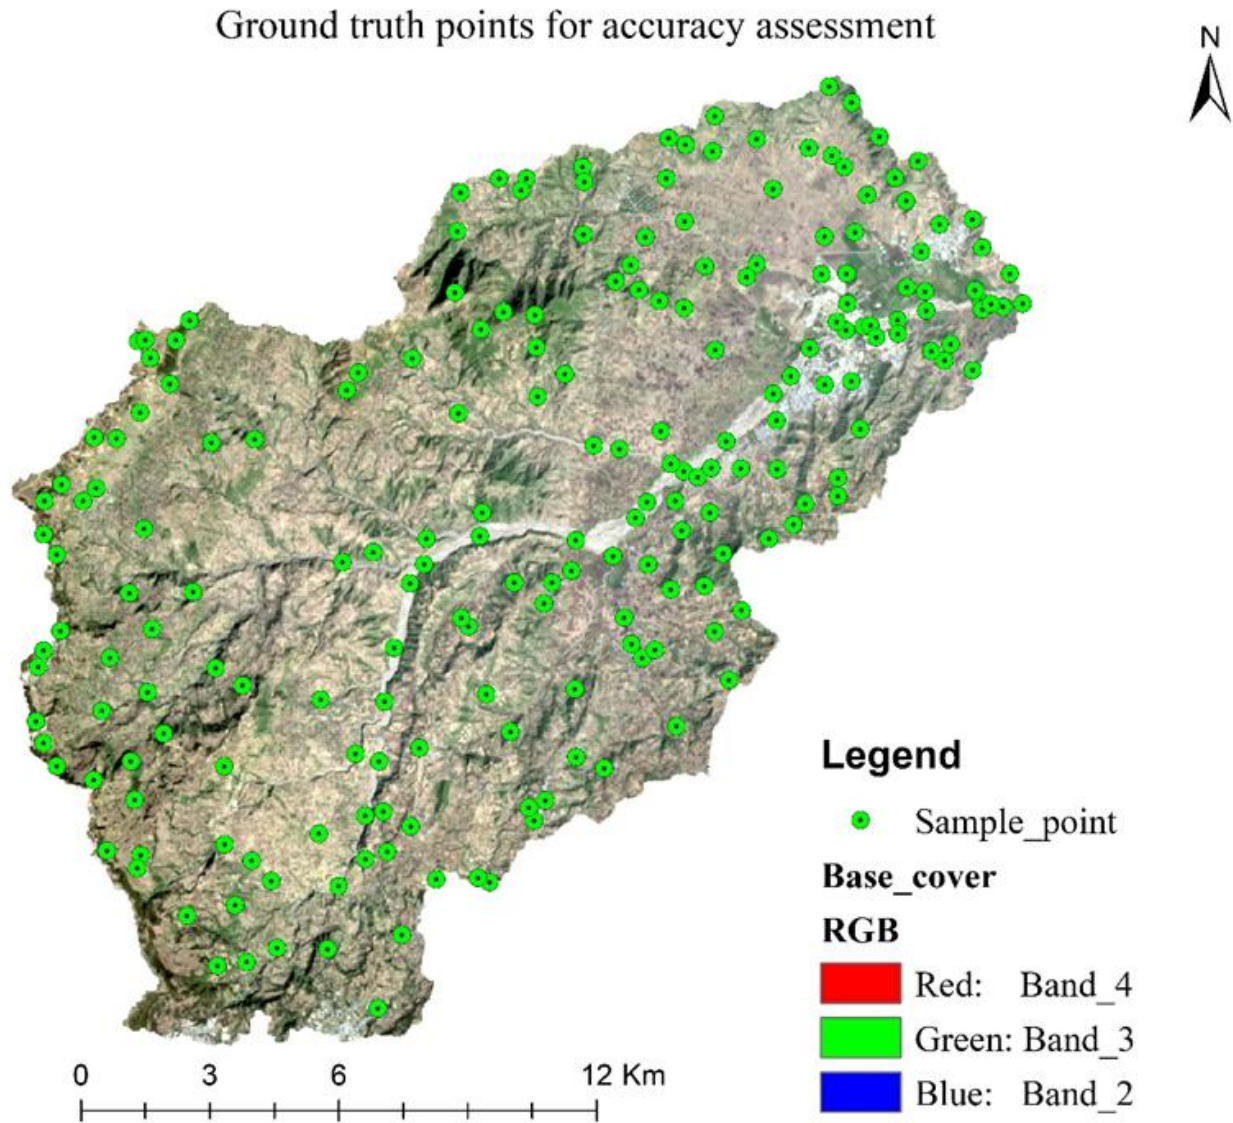 Ground truth points for accuracy assessment
N
Legend
Sample_point
Base_cover
RGB
Red: Band_4
Green: Band_3
Blue: Band_2
0 3 6 12 Km